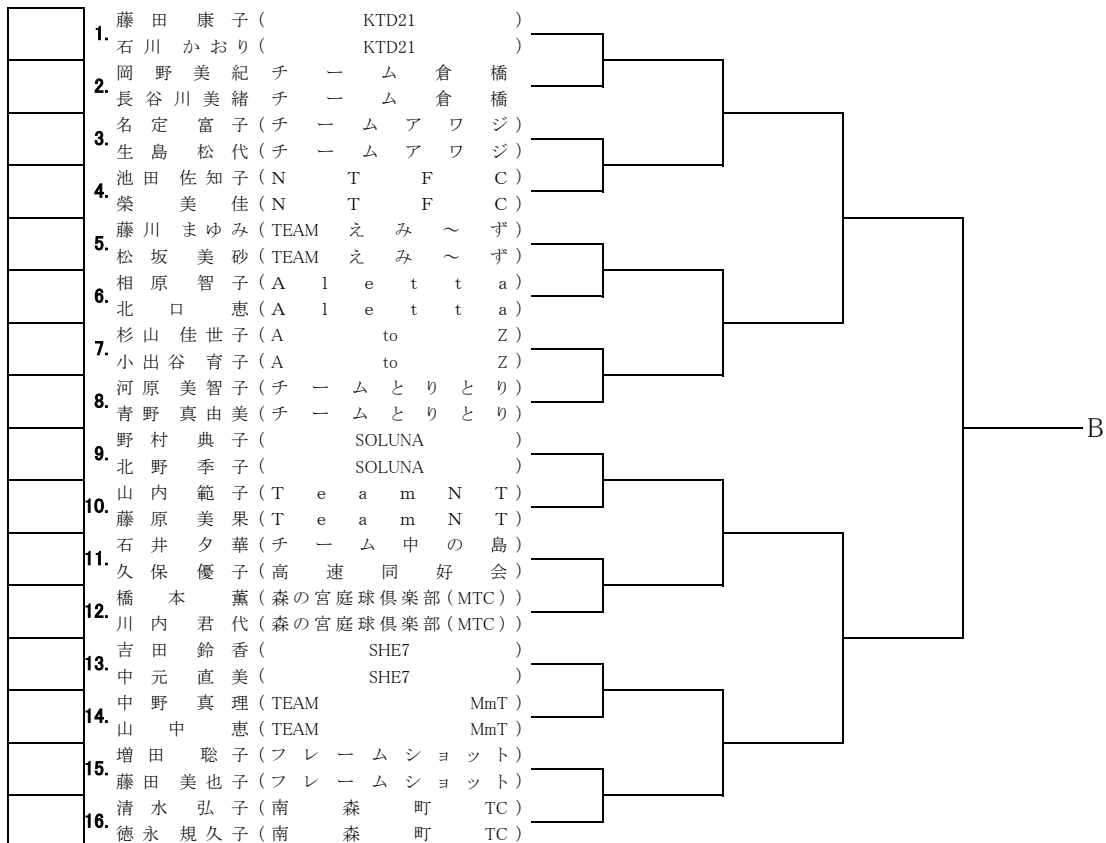 1. 藤田 康子 (KTD21)
石川 かおり (KTD21)
2. 岡野美紀 チーム倉橋
長谷川美緒 チーム倉橋
3. 名定 富子 (チームアワジ)
生島 松代 (チームアワジ)
4. 池田 佐知子 (NTFC)
榮 美佳 (NTFC)
5. 藤川 まゆみ (TEAM えみ～ず)
松坂 美砂 (TEAM えみ～ず)
6. 相原 智子 (Aletta)
北口 恵 (Aletta)
7. 杉山 佳世子 (A to Z)
小出谷 育子 (A to Z)
8. 河原 美智子 (チームとりとり)
青野 真由美 (チームとりとり)
9. 野村 典子 (SOLUNA)
北野 季子 (SOLUNA)
B
10. 山内 範子 (Team NT)
藤原 美果 (Team NT)
11. 石井 夕華 (チーム中の島)
久保 優子 (高速同好会)
12. 橋本 薫 (森の宮庭球倶楽部(MTC))
川内 君代 (森の宮庭球倶楽部(MTC))
13. 吉田 鈴香 (SHE7)
中元 直美 (SHE7)
14. 中野 真理 (TEAM MmT)
山中 恵 (TEAM MmT)
15. 増田 聡子 (フレームショット)
藤田 美也子 (フレームショット)
16. 清水 弘子 (南森町TC)
徳永 規久子 (南森町TC)